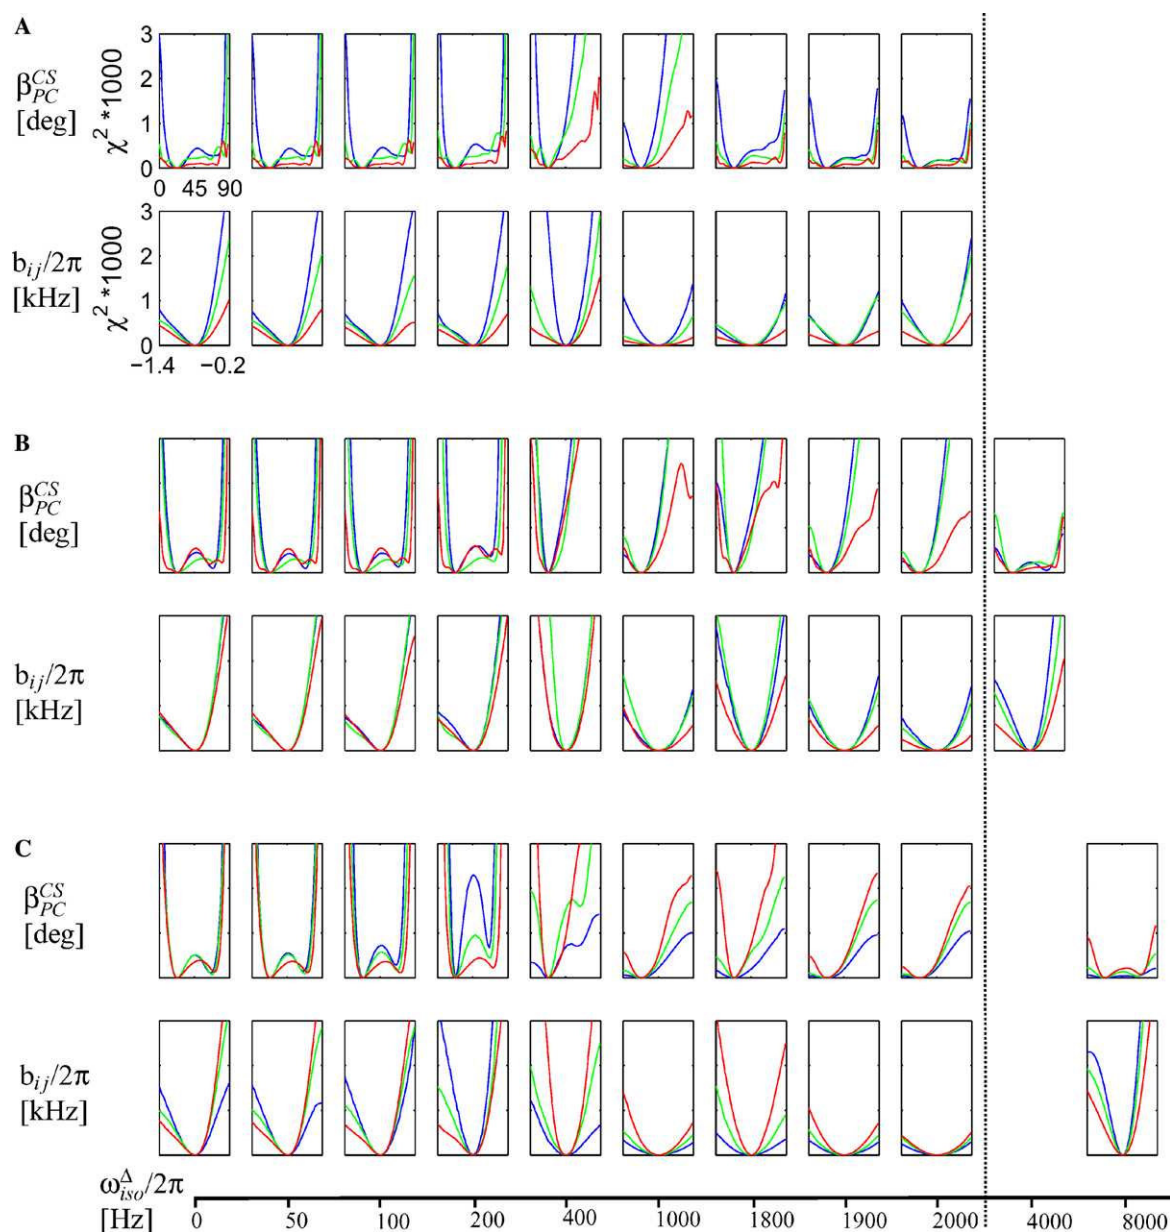 A
β_PC^CS
[deg]
χ² *1000
3
2
1
0
0 45 90
b_ij/2π
[kHz]
χ² *1000
3
2
1
0
−1.4 −0.2
B
β_PC^CS
[deg]
b_ij/2π
[kHz]
C
β_PC^CS
[deg]
b_ij/2π
[kHz]
ω_iso^Δ/2π
[Hz]
0 50 100 200 400 1000 1800 1900 2000 4000 8000